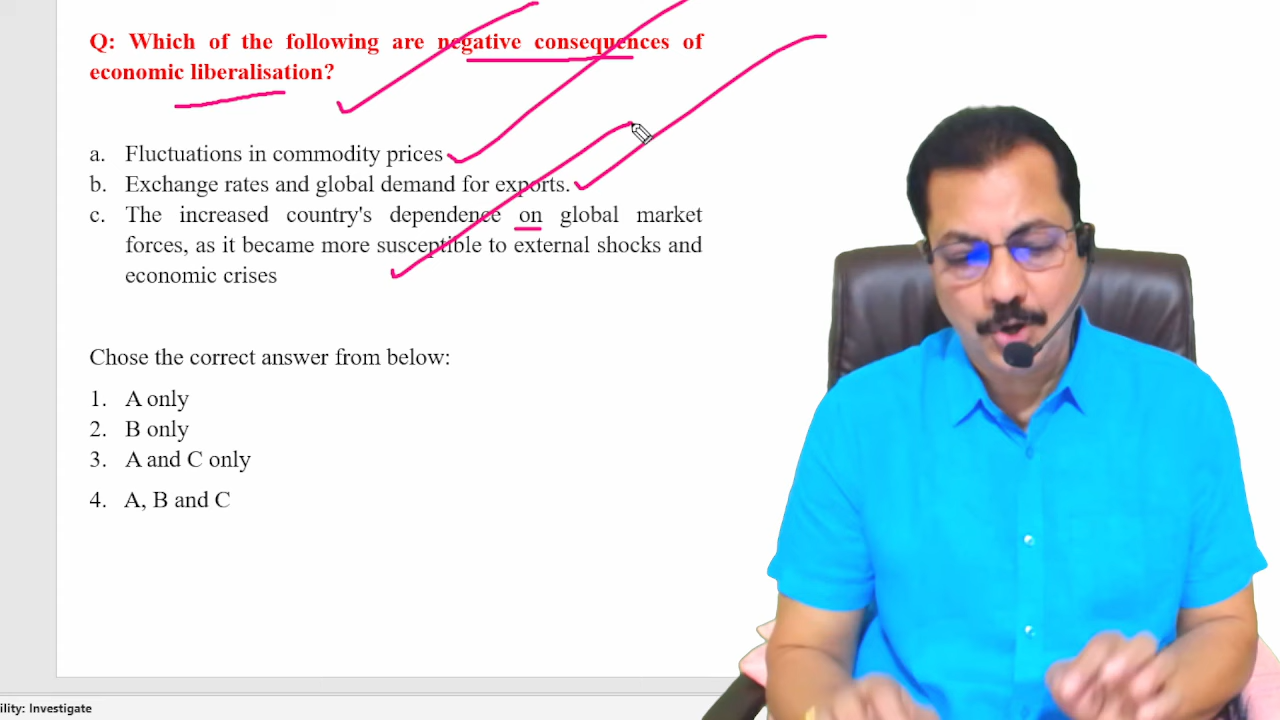 Q: Which of the following are negative consequences of
economic liberalisation?
a. Fluctuations in commodity prices
b. Exchange rates and global demand for exports.
c. The increased country's dependence on global market
forces, as it became more susceptible to external shocks and
economic crises
Chose the correct answer from below:
1. A only
2. B only
3. A and C only
4. A, B and C
ility: Investigate